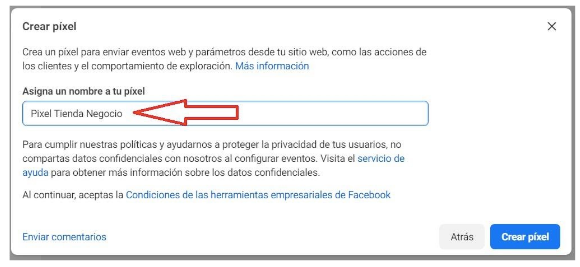 Crear píxel
Crea un píxel para enviar eventos web y parámetros desde tu sitio web, como las acciones de
los clientes y el comportamiento de exploración. Más información
Asigna un nombre a tu píxel
Píxel Tienda Negocio
Para cumplir nuestras políticas y ayudarnos a proteger la privacidad de tus usuarios, no
compartas datos confidenciales con nosotros al configurar eventos. Visita el servicio de
ayuda para obtener más información sobre los datos confidenciales.
Al continuar, aceptas la Condiciones de las herramientas empresariales de Facebook
Enviar comentarios
Atrás
Crear píxel